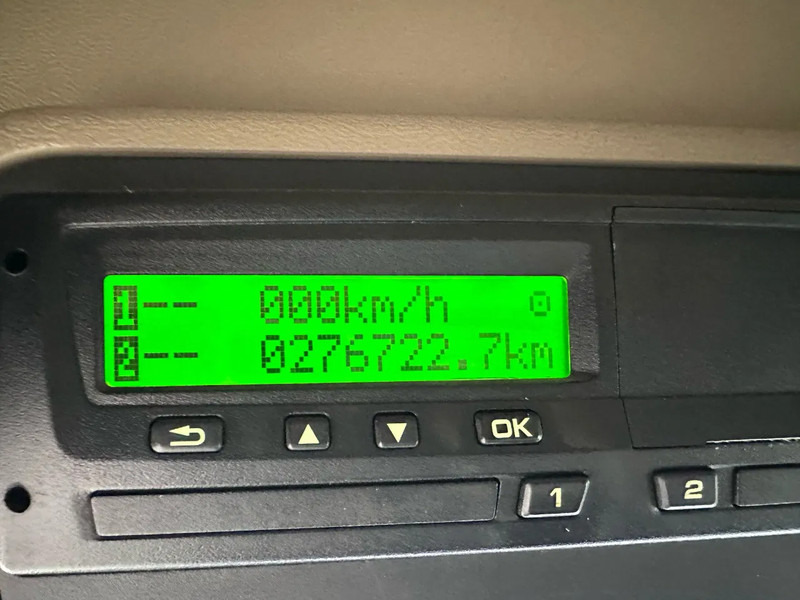 1-- 000km/h ⊙
2-- 0276722.7km
▲ ▼ OK
1 2